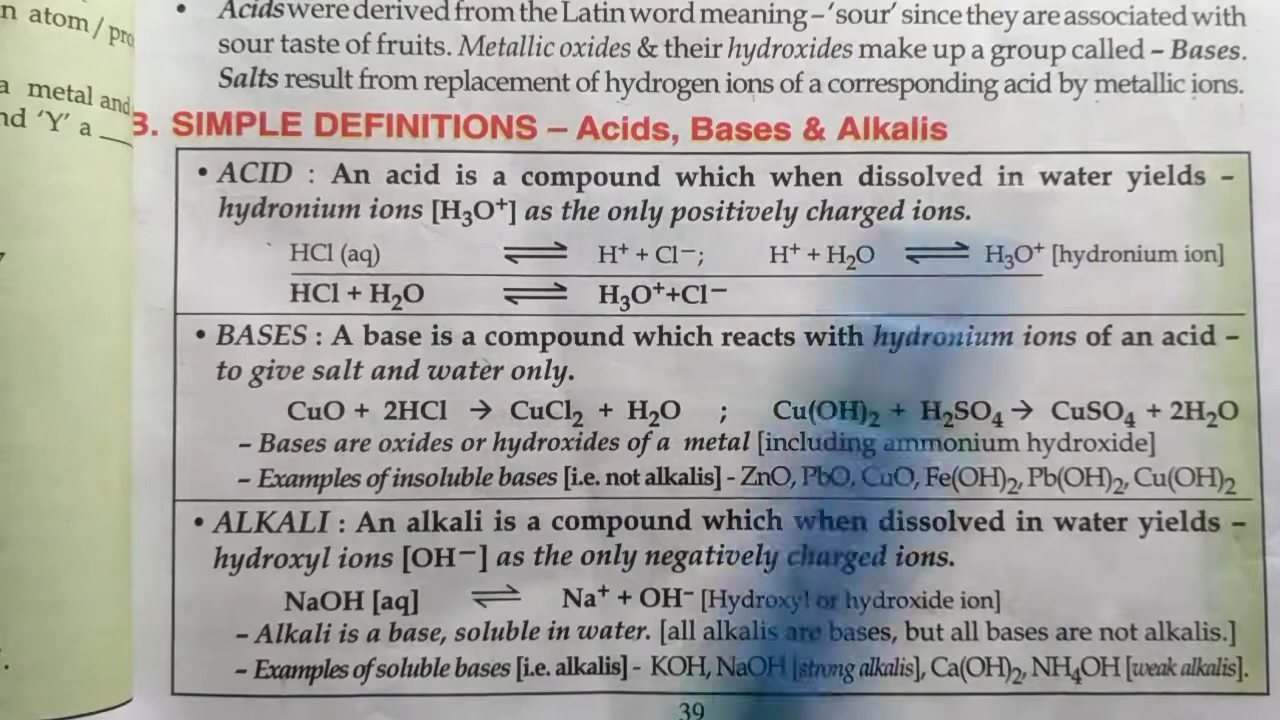 n atom/pro
a metal and
nd 'Y' a __
• Acids were derived from the Latin word meaning – 'sour' since they are associated with
sour taste of fruits. Metallic oxides & their hydroxides make up a group called – Bases.
Salts result from replacement of hydrogen ions of a corresponding acid by metallic ions.
3. SIMPLE DEFINITIONS – Acids, Bases & Alkalis
• ACID : An acid is a compound which when dissolved in water yields –
hydronium ions [H₃O⁺] as the only positively charged ions.
HCl (aq) ⇌ H⁺ + Cl⁻; H⁺ + H₂O ⇌ H₃O⁺ [hydronium ion]
HCl + H₂O ⇌ H₃O⁺+Cl⁻
• BASES : A base is a compound which reacts with hydronium ions of an acid –
to give salt and water only.
CuO + 2HCl → CuCl₂ + H₂O ; Cu(OH)₂ + H₂SO₄ → CuSO₄ + 2H₂O
– Bases are oxides or hydroxides of a metal [including ammonium hydroxide]
– Examples of insoluble bases [i.e. not alkalis] - ZnO, PbO, CuO, Fe(OH)₂, Pb(OH)₂, Cu(OH)₂
• ALKALI : An alkali is a compound which when dissolved in water yields –
hydroxyl ions [OH⁻] as the only negatively charged ions.
NaOH [aq] ⇌ Na⁺ + OH⁻ [Hydroxyl or hydroxide ion]
– Alkali is a base, soluble in water. [all alkalis are bases, but all bases are not alkalis.]
– Examples of soluble bases [i.e. alkalis] - KOH, NaOH [strong alkalis], Ca(OH)₂, NH₄OH [weak alkalis].
39